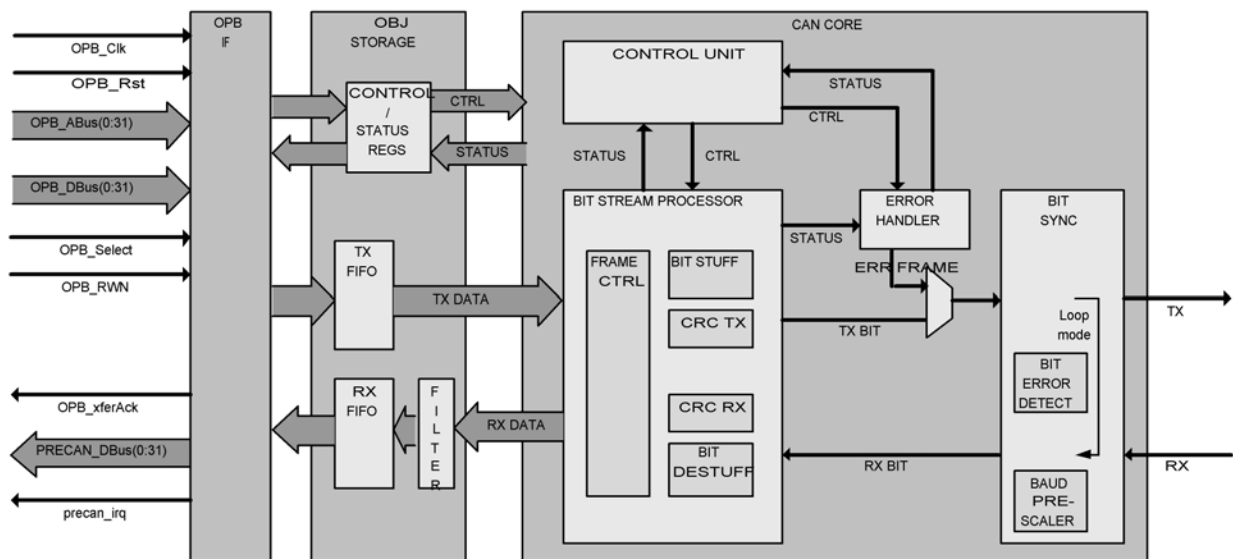 OPB
IF
OBJ
STORAGE
CAN CORE
OPB_Clk
OPB_Rst
OPB_ABus(0:31)
OPB_DBus(0:31)
OPB_Select
OPB_RWN
OPB_xferAck
PRECAN_DBus(0:31)
precan_irq
CONTROL
/
STATUS
REGS
CTRL
STATUS
TX
FIFO
TX DATA
RX
FIFO
F
I
L
T
E
R
RX DATA
CONTROL UNIT
STATUS
CTRL
STATUS
CTRL
BIT STREAM PROCESSOR
FRAME
CTRL
BIT STUFF
CRC TX
CRC RX
BIT
DESTUFF
STATUS
ERROR
HANDLER
ERR FRAME
TX BIT
RX BIT
BIT
SYNC
Loop
mode
BIT
ERROR
DETECT
BAUD
PRE-
SCALER
TX
RX